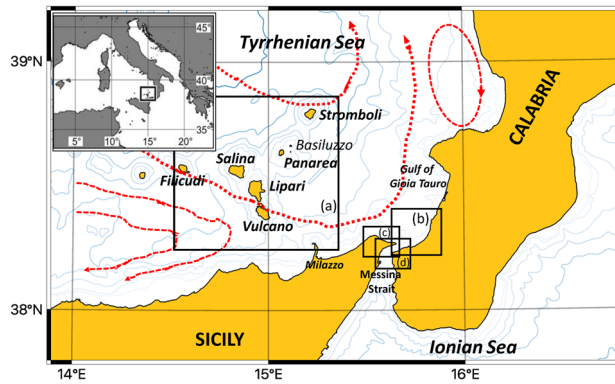 39°N
38°N
14°E
15°E
16°E
45°
40°
35°
5°
10°
15°
20°
Tyrrhenian Sea
CALABRIA
Stromboli
Basiluzzo
Panarea
Salina
Filicudi
Lipari
(a)
Vulcano
Gulf of
Gioia Tauro
(b)
(c)
(d)
Milazzo
Messina
Strait
SICILY
Ionian Sea